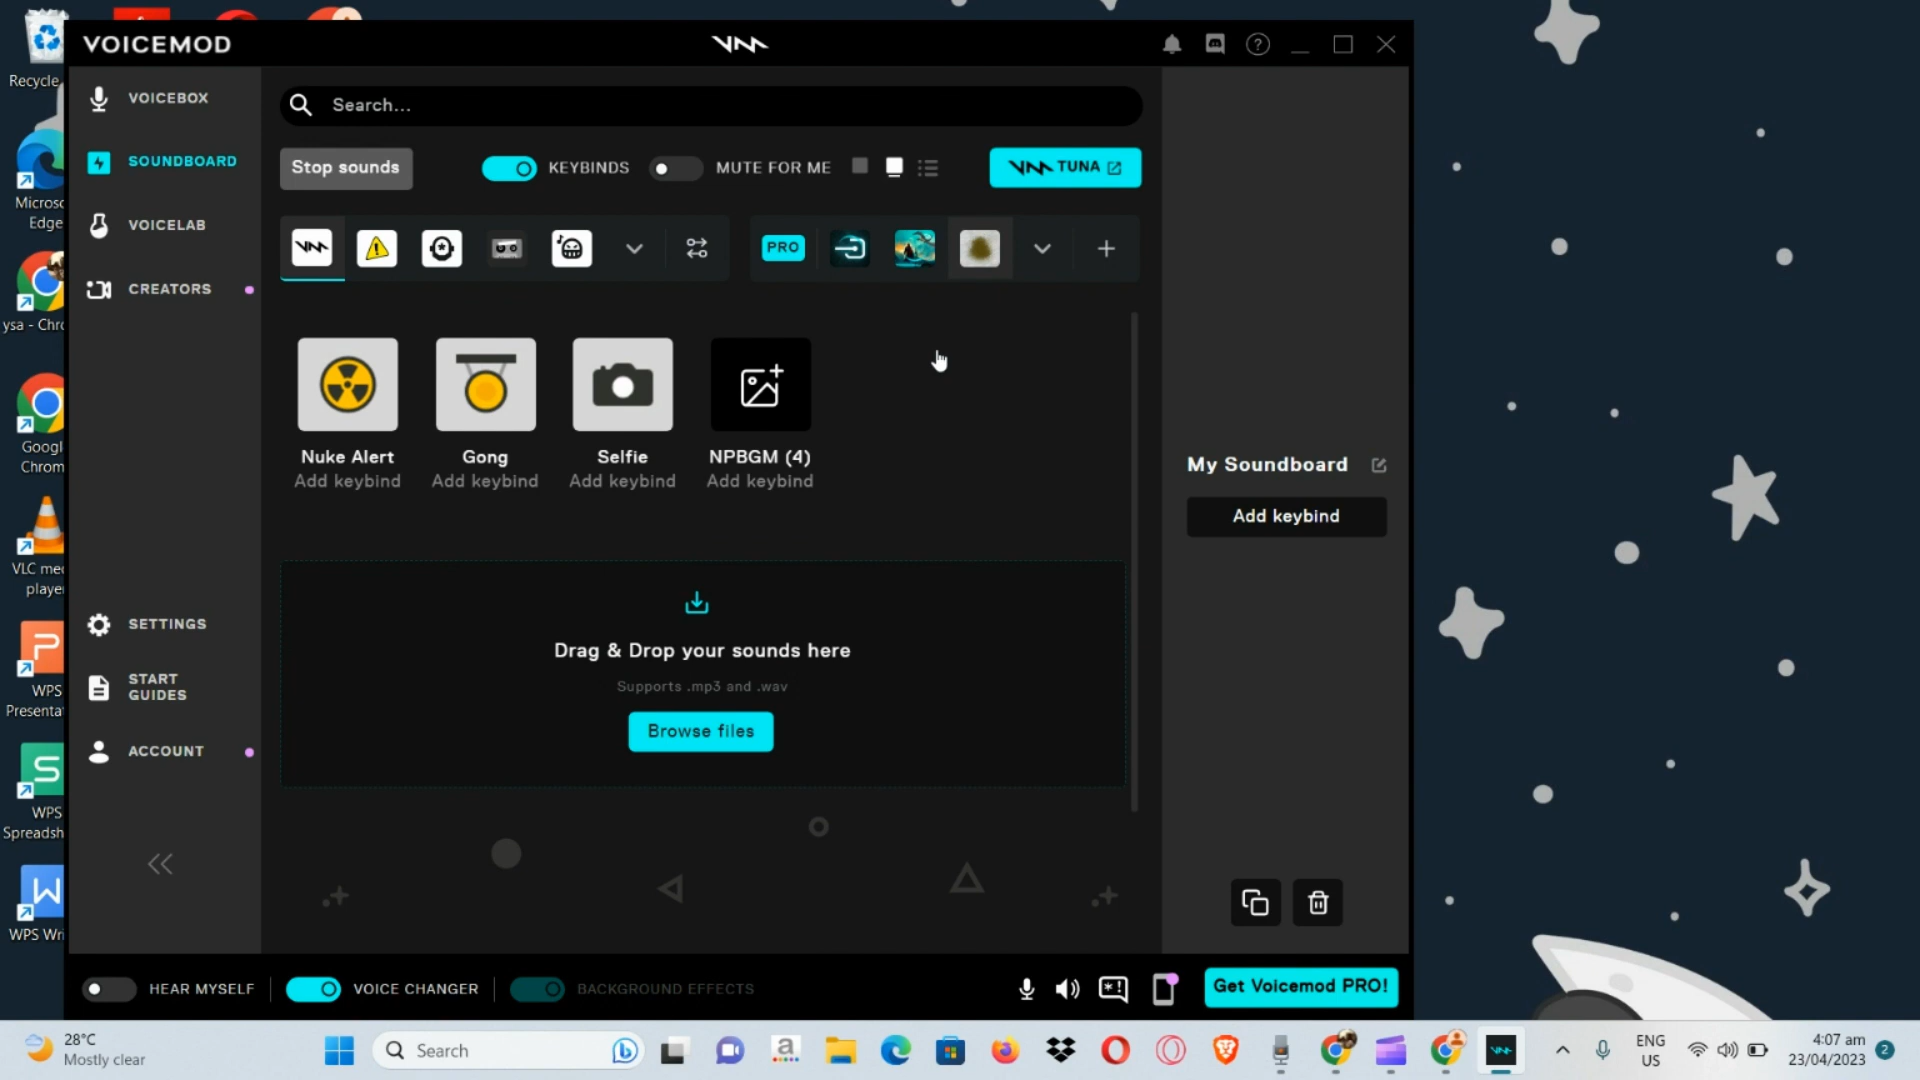 VOICEMOD
Recycle
VOICEBOX
Search...
SOUNDBOARD
Stop sounds
KEYBINDS
MUTE FOR ME
TUNA
Edge
VOICELAB
PRO
CREATORS
ysa - Chro
Nuke Alert
Gong
Selfie
NPBGM (4)
Add keybind
Add keybind
Add keybind
Add keybind
Googl
Chrom
My Soundboard
Add keybind
VLC med
player
SETTINGS
Drag & Drop your sounds here
START
GUIDES
Supports .mp3 and .wav
WPS
Presentat
Browse files
ACCOUNT
WPS
Spreadsh
WPS Wri
HEAR MYSELF
VOICE CHANGER
BACKGROUND EFFECTS
Get Voicemod PRO!
28°C
Mostly clear
Search
ENG
US
4:07 am
23/04/2023
2